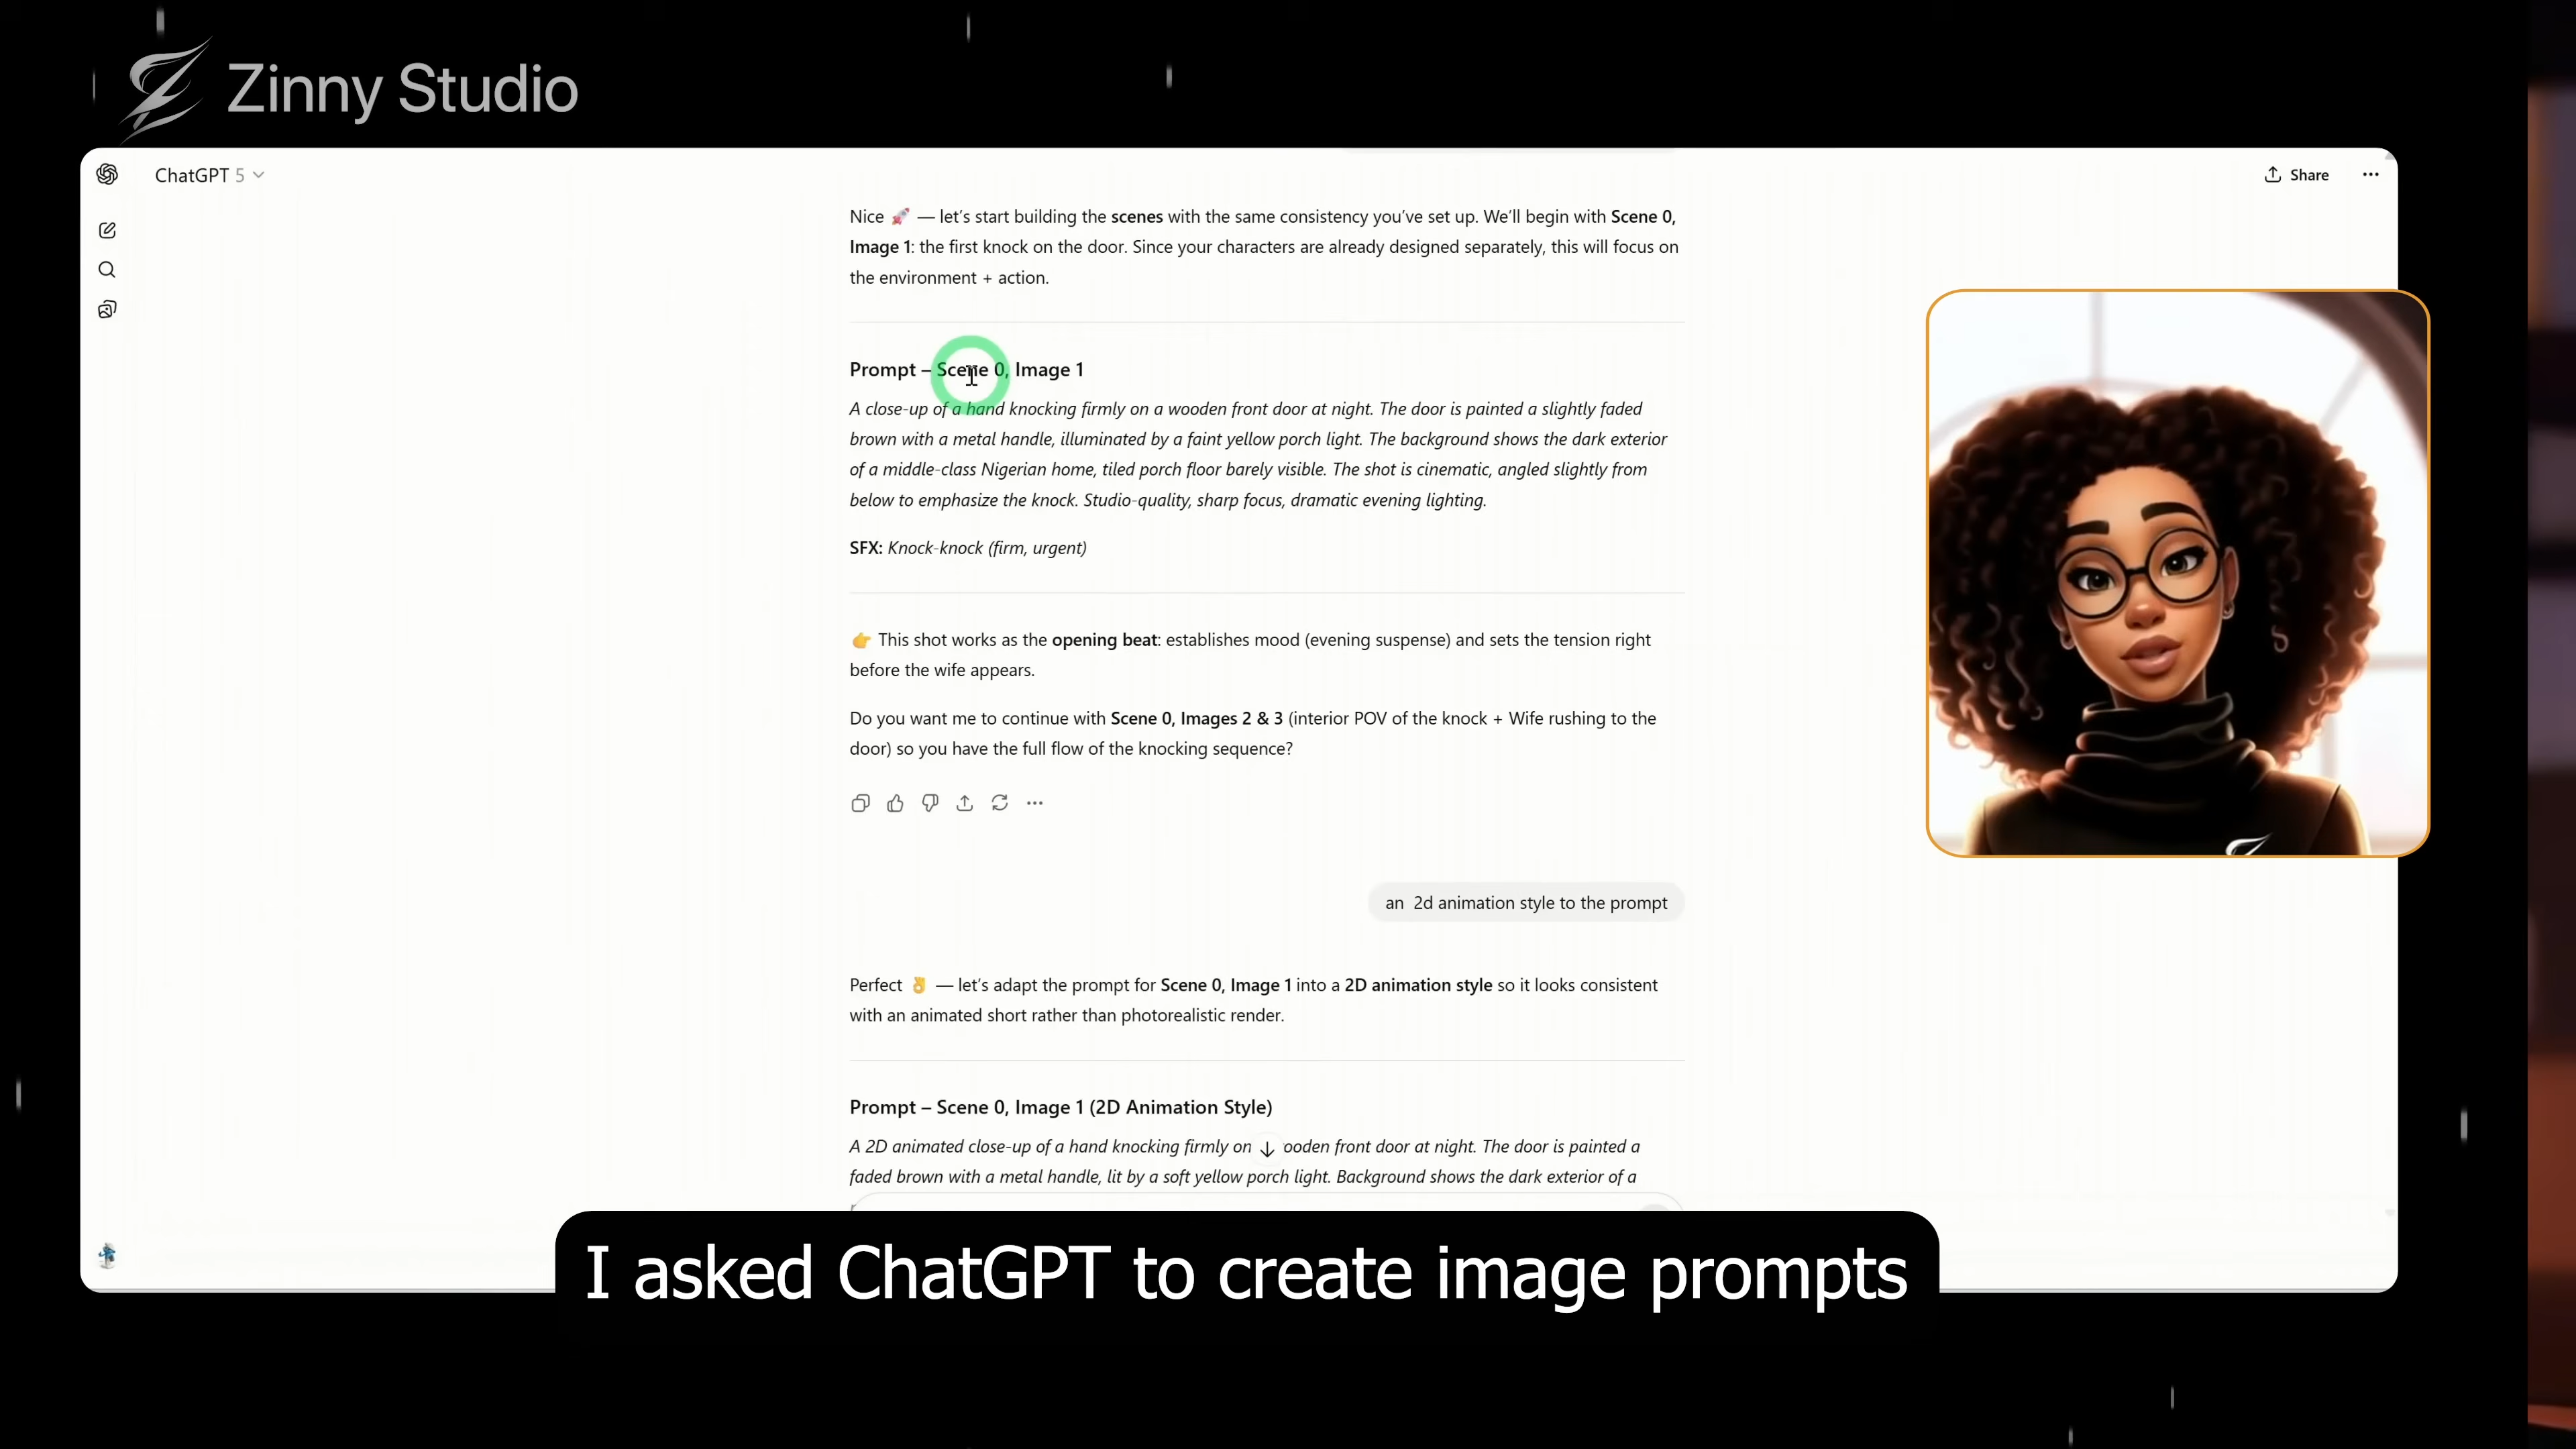 Zinny Studio
ChatGPT 5
Share
Nice 🚀 — let's start building the scenes with the same consistency you've set up. We'll begin with Scene 0,
Image 1: the first knock on the door. Since your characters are already designed separately, this will focus on
the environment + action.
Prompt – Scene 0, Image 1
A close-up of a hand knocking firmly on a wooden front door at night. The door is painted a slightly faded
brown with a metal handle, illuminated by a faint yellow porch light. The background shows the dark exterior
of a middle-class Nigerian home, tiled porch floor barely visible. The shot is cinematic, angled slightly from
below to emphasize the knock. Studio-quality, sharp focus, dramatic evening lighting.
SFX: Knock-knock (firm, urgent)
👉 This shot works as the opening beat: establishes mood (evening suspense) and sets the tension right
before the wife appears.
Do you want me to continue with Scene 0, Images 2 & 3 (interior POV of the knock + Wife rushing to the
door) so you have the full flow of the knocking sequence?
an 2d animation style to the prompt
Perfect 👌 — let's adapt the prompt for Scene 0, Image 1 into a 2D animation style so it looks consistent
with an animated short rather than photorealistic render.
Prompt – Scene 0, Image 1 (2D Animation Style)
A 2D animated close-up of a hand knocking firmly on ooden front door at night. The door is painted a
faded brown with a metal handle, lit by a soft yellow porch light. Background shows the dark exterior of a
I asked ChatGPT to create image prompts